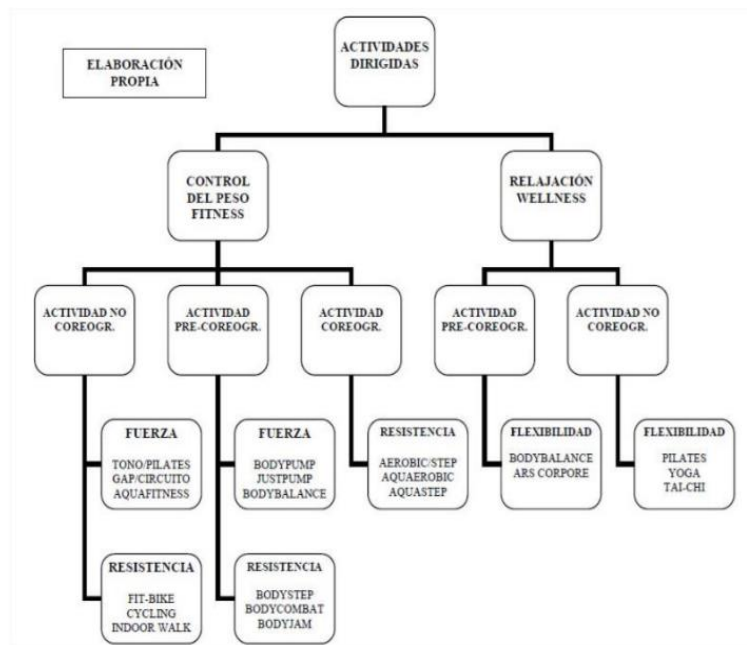 ELABORACIÓN
PROPIA
ACTIVIDADES
DIRIGIDAS
CONTROL
DEL PESO
FITNESS
RELAJACIÓN
WELLNESS
ACTIVIDAD NO
COREOGR.
ACTIVIDAD
PRE-COREOGR.
ACTIVIDAD
COREOGR.
ACTIVIDAD
PRE-COREOGR.
ACTIVIDAD NO
COREOGR.
FUERZA
TONO/PILATES
GAP/CIRCUITO
AQUAFITNESS
FUERZA
BODYPUMP
JUSTPUMP
BODYBALANCE
RESISTENCIA
AEROBIC/STEP
AQUAEROBIC
AQUASTEP
FLEXIBILIDAD
BODYBALANCE
ARS CORPORE
FLEXIBILIDAD
PILATES
YOGA
TAI-CHI
RESISTENCIA
FIT-BIKE
CYCLING
INDOOR WALK
RESISTENCIA
BODYSTEP
BODYCOMBAT
BODYJAM